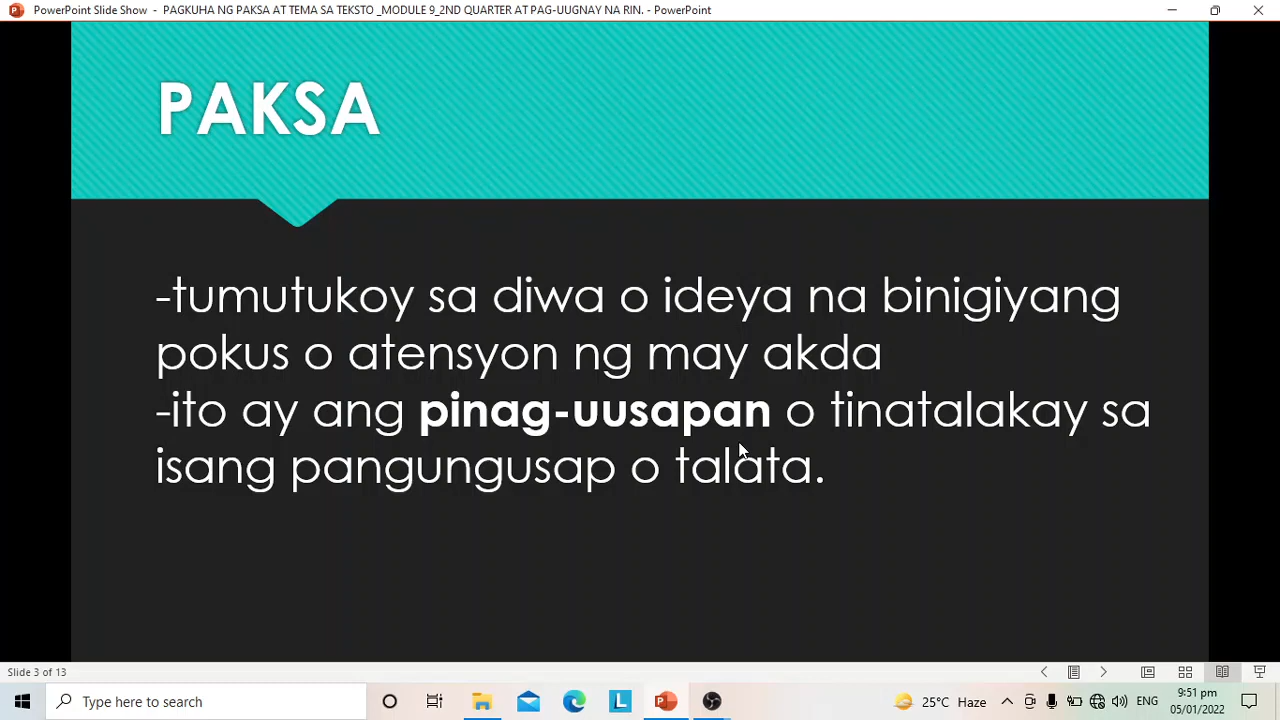 PowerPoint Slide Show - PAGKUHA NG PAKSA AT TEMA SA TEKSTO _MODULE 9_2ND QUARTER AT PAG-UUGNAY NA RIN. - PowerPoint
PAKSA
-tumutukoy sa diwa o ideya na binigiyang
pokus o atensyon ng may akda
-ito ay ang pinag-uusapan o tinatalakay sa
isang pangungusap o talata.
Slide 3 of 13
Type here to search
L
25°C Haze
ENG
9:51 pm
05/01/2022